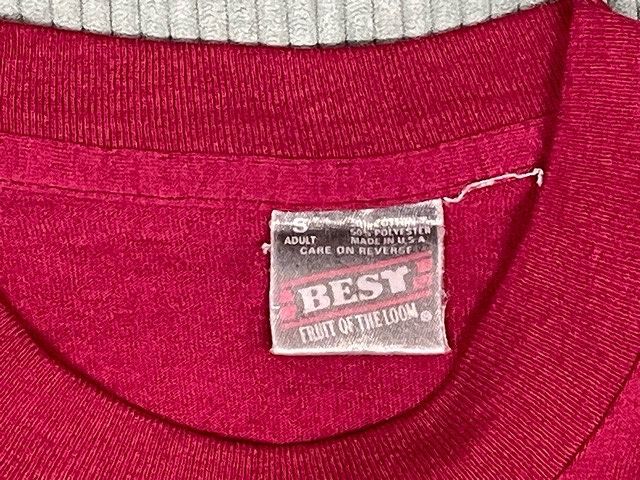 S
ADULT
50% POLYESTER
MADE IN U.S.A
CARE ON REVERSE
BEST
FRUIT OF THE LOOM ®